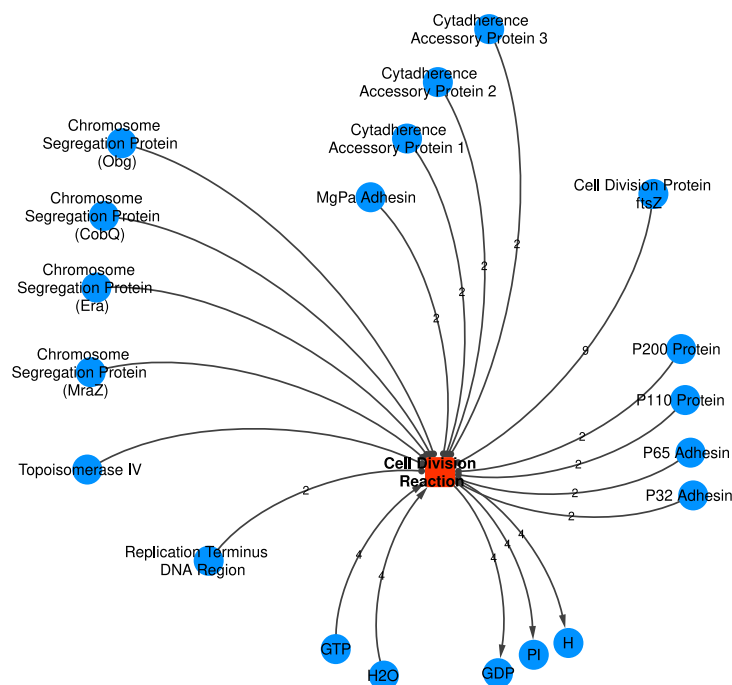 Cytadherence
Accessory Protein 3
Cytadherence
Accessory Protein 2
Cytadherence
Accessory Protein 1
Chromosome
Segregation Protein
(Obg)
MgPa Adhesin
Cell Division Protein
ftsZ
Chromosome
Segregation Protein
(CobQ)
2
2
Chromosome
Segregation Protein
(Era)
2
2
P200 Protein
9
Chromosome
Segregation Protein
(MraZ)
P110 Protein
2
P65 Adhesin
2
Topoisomerase IV
Cell Division
Reaction
2
P32 Adhesin
2
2
Replication Terminus
DNA Region
4
4
4
4
4
GTP
H2O
GDP
PI
H